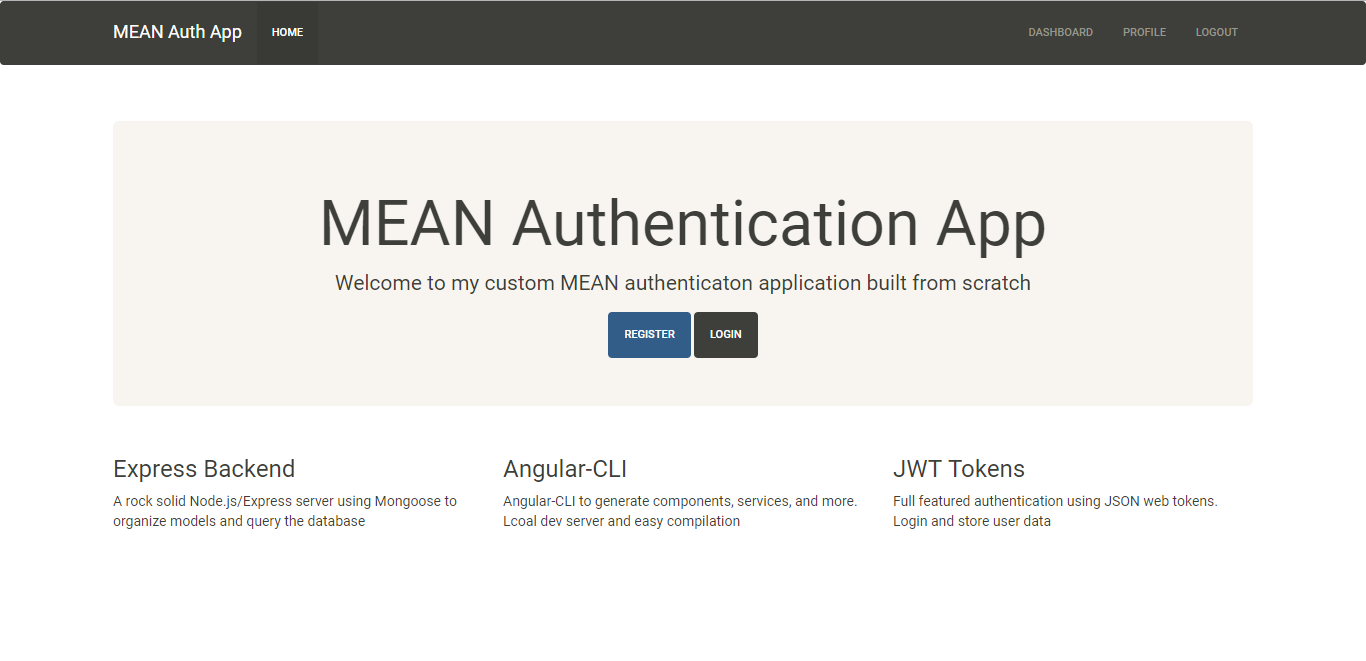 MEAN Auth App HOME DASHBOARD PROFILE LOGOUT
MEAN Authentication App
Welcome to my custom MEAN authenticaton application built from scratch
REGISTER LOGIN
Express Backend
A rock solid Node.js/Express server using Mongoose to
organize models and query the database
Angular-CLI
Angular-CLI to generate components, services, and more.
Lcoal dev server and easy compilation
JWT Tokens
Full featured authentication using JSON web tokens.
Login and store user data